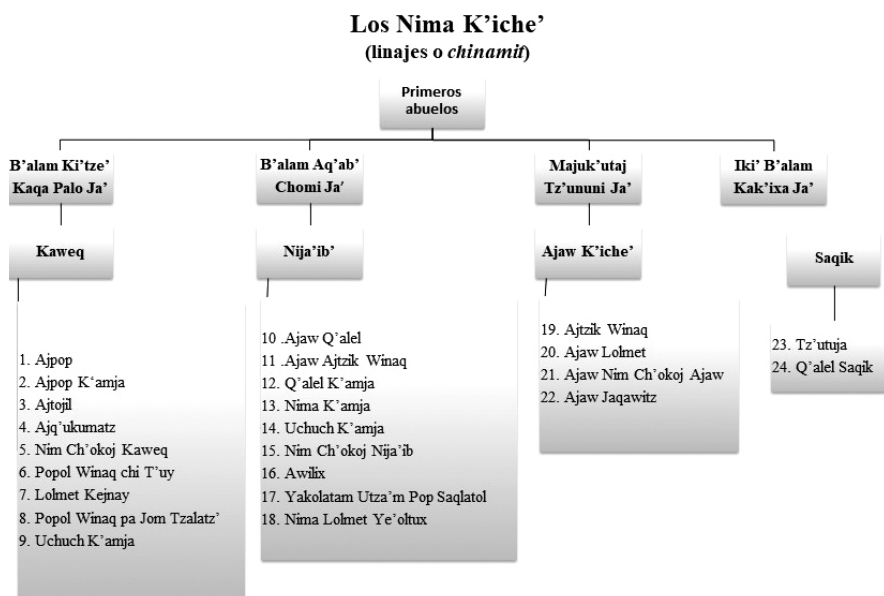 Los Nima K'iche'
(linajes o chinamit)
Primeros
abuelos
B'alam Ki'tze'
Kaqa Palo Ja'
B'alam Aq'ab'
Chomi Ja'
Majuk'utaj
Tz'ununi Ja'
Iki' B'alam
Kak'ixa Ja'
Kaweq
Nija'ib'
Ajaw K'iche'
Saqik
1. Ajpop
2. Ajpop K'amja
3. Ajtojil
4. Ajq'ukumatz
5. Nim Ch'okoj Kaweq
6. Popol Winaq chi T'uy
7. Lolmet Kejnay
8. Popol Winaq pa Jom Tzalatz'
9. Uchuch K'amja
10 .Ajaw Q'alel
11 .Ajaw Ajtzik Winaq
12. Q'alel K'amja
13. Nima K'amja
14. Uchuch K'amja
15. Nim Ch'okoj Nija'ib
16. Awilix
17. Yakolatam Utza'm Pop Saqlatol
18. Nima Lolmet Ye'oltux
19. Ajtzik Winaq
20. Ajaw Lolmet
21. Ajaw Nim Ch'okoj Ajaw
22. Ajaw Jaqawitz
23. Tz'utuja
24. Q'alel Saqik